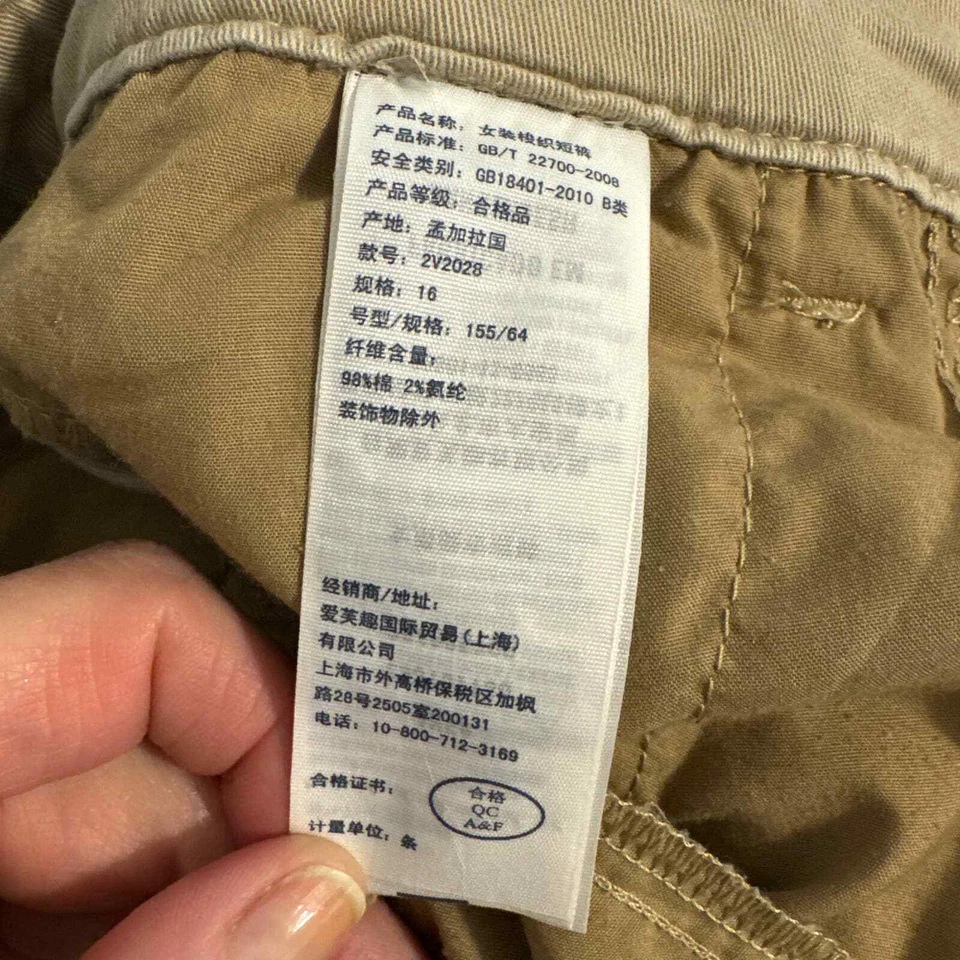 产品名称: 女装梭织短裤
产品标准: GB/T 22700-2008
安全类别: GB18401-2010 B类
产品等级: 合格品
产地: 孟加拉国
款号: 2V2028
规格: 16
号型/规格: 155/64
纤维含量:
98%棉 2%氨纶
装饰物除外
经销商/地址:
爱芙趣国际贸易(上海)
有限公司
上海市外高桥保税区加枫
路28号2505室200131
电话: 10-800-712-3169
合格证书:
合格
QC
A&F
计量单位: 条